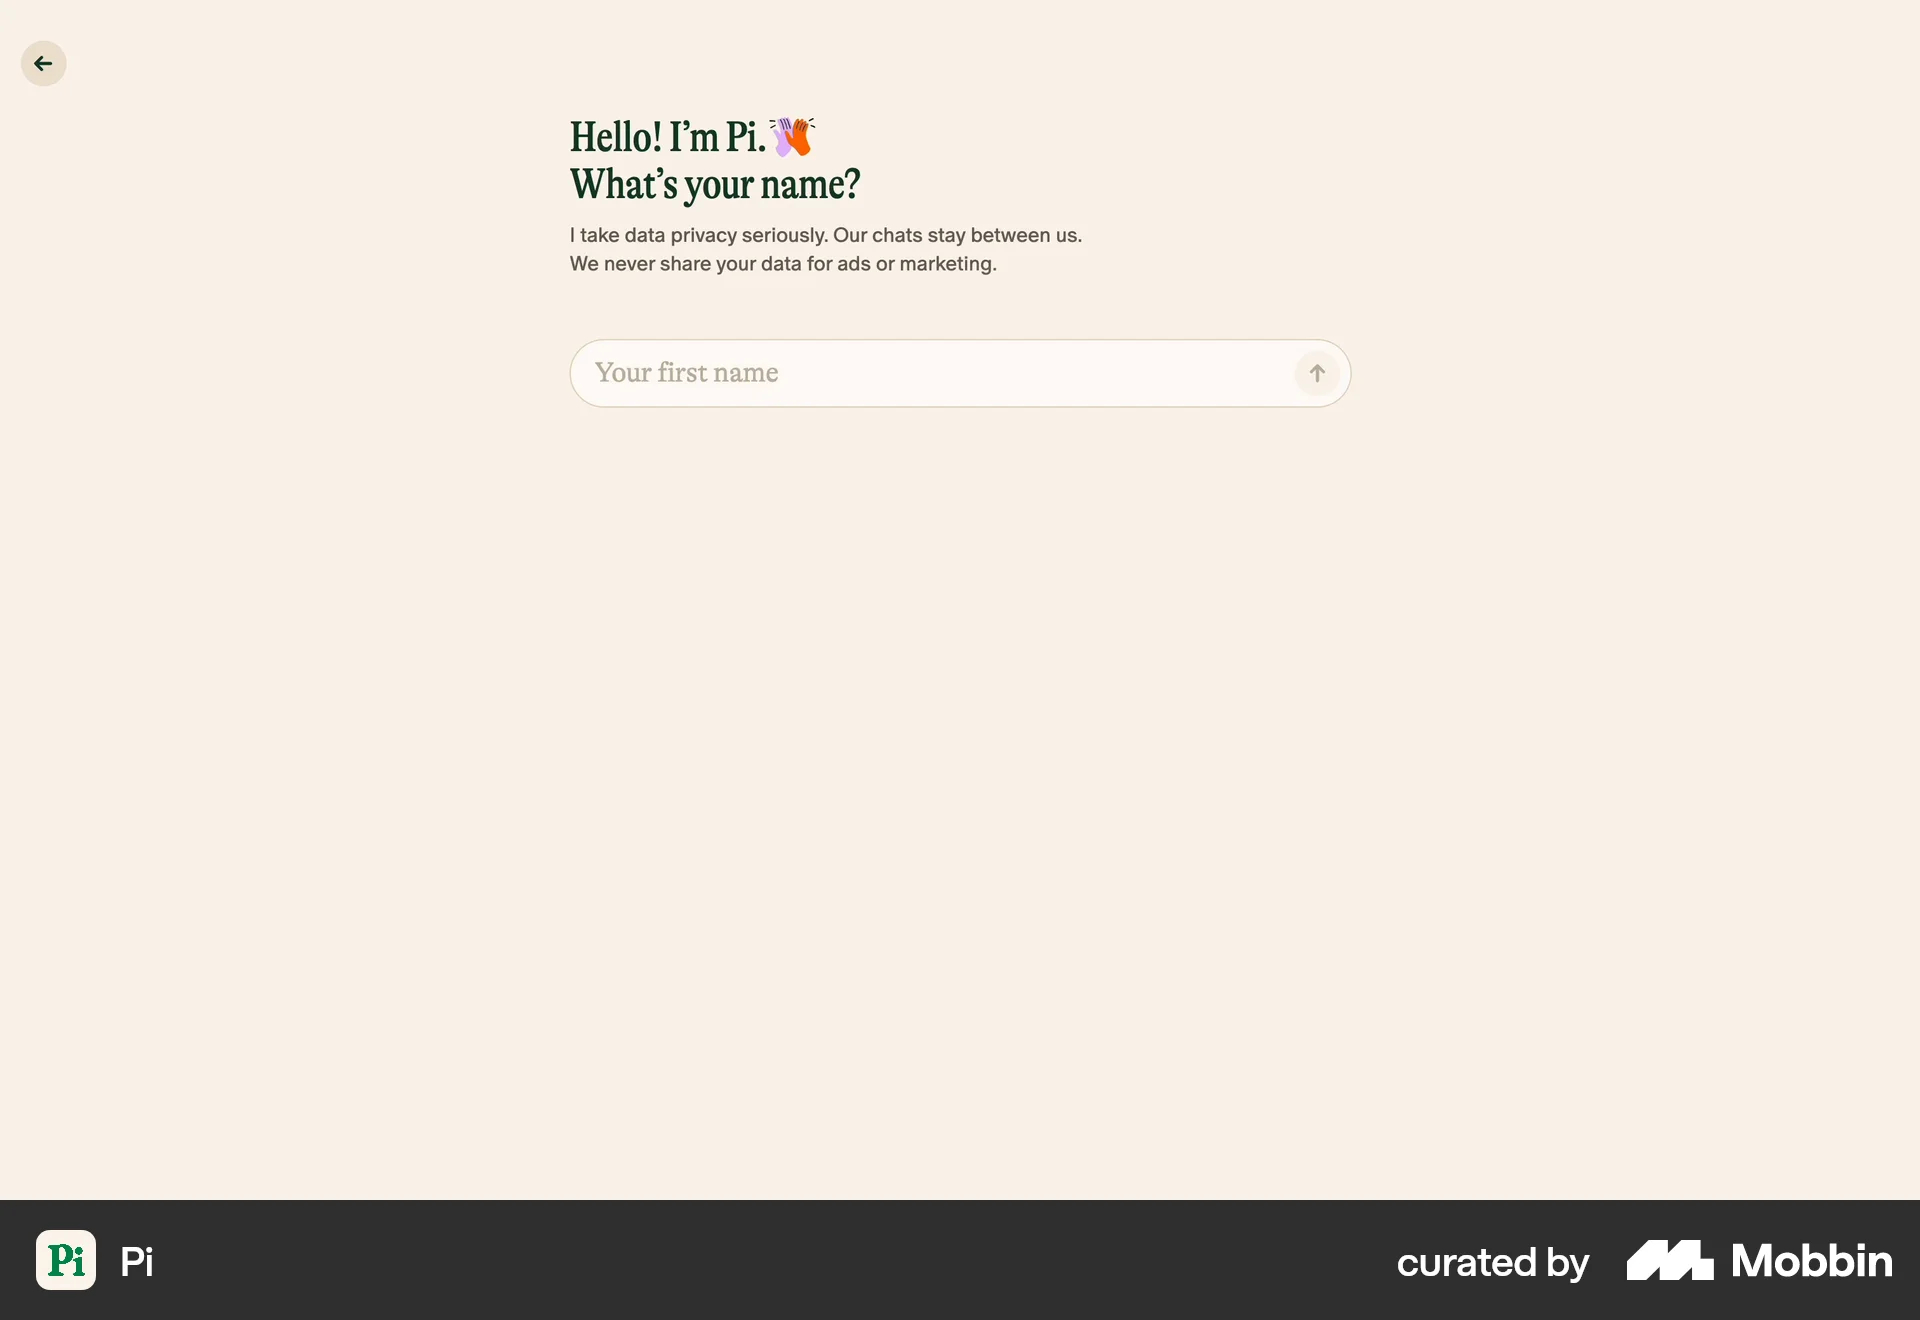 Hello! I’m Pi.
What’s your name?
I take data privacy seriously. Our chats stay between us.
We never share your data for ads or marketing.
Your first name
Pi Pi
curated by Mobbin